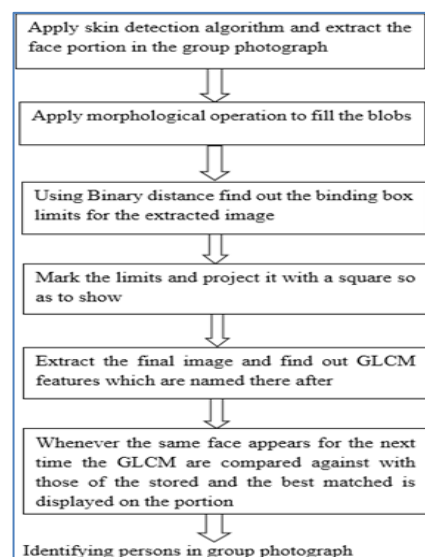 Apply skin detection algorithm and extract the
face portion in the group photograph
Apply morphological operation to fill the blobs
Using Binary distance find out the binding box
limits for the extracted image
Mark the limits and project it with a square so
as to show
Extract the final image and find out GLCM
features which are named there after
Whenever the same face appears for the next
time the GLCM are compared against with
those of the stored and the best matched is
displayed on the portion
Identifying persons in group photograph